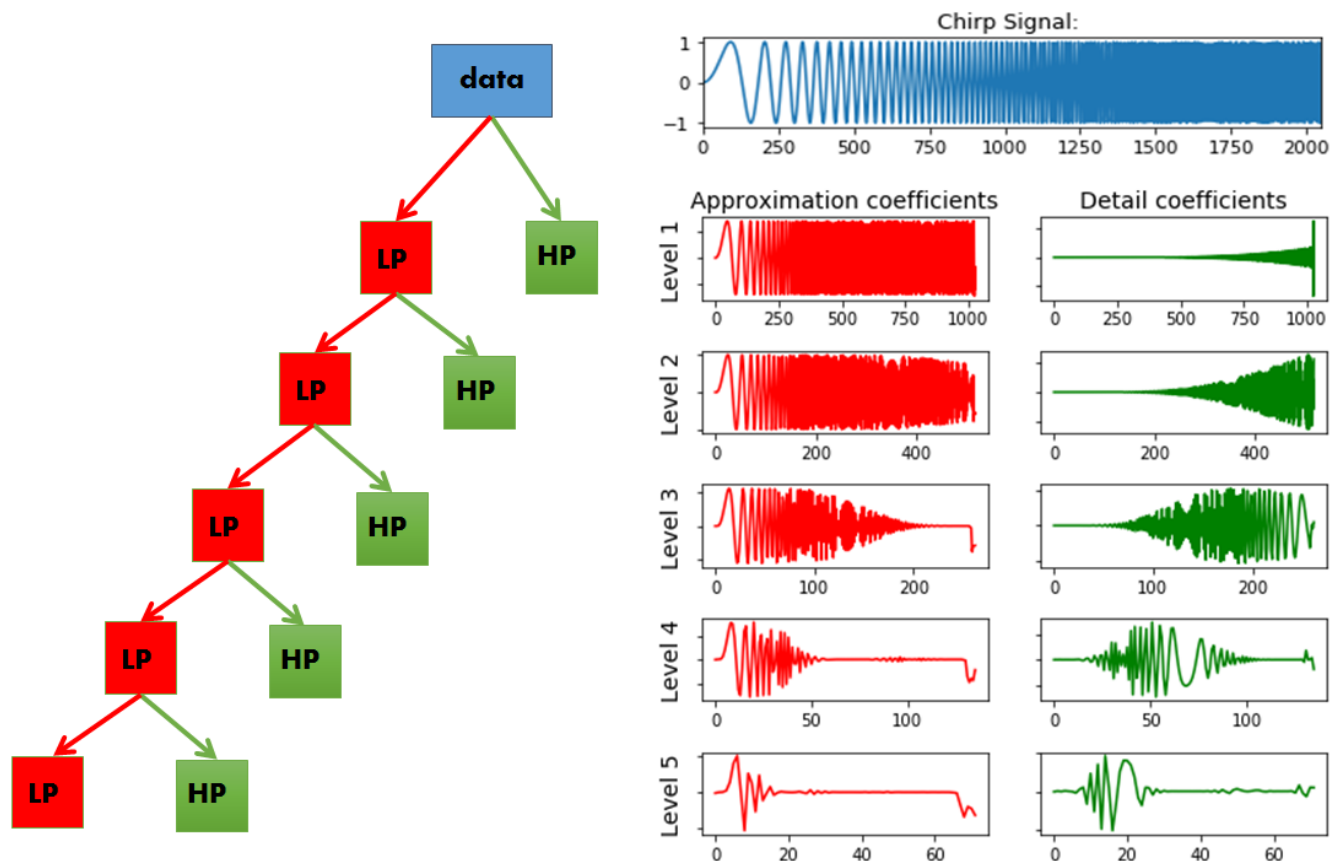 data
LP HP
LP HP
LP HP
LP HP
LP HP
Chirp Signal:
1
0
−1
0 250 500 750 1000 1250 1500 1750 2000
Approximation coefficients Detail coefficients
Level 1
0 250 500 750 1000 0 250 500 750 1000
Level 2
0 200 400 0 200 400
Level 3
0 100 200 0 100 200
Level 4
0 50 100 0 50 100
Level 5
0 20 40 60 0 20 40 60